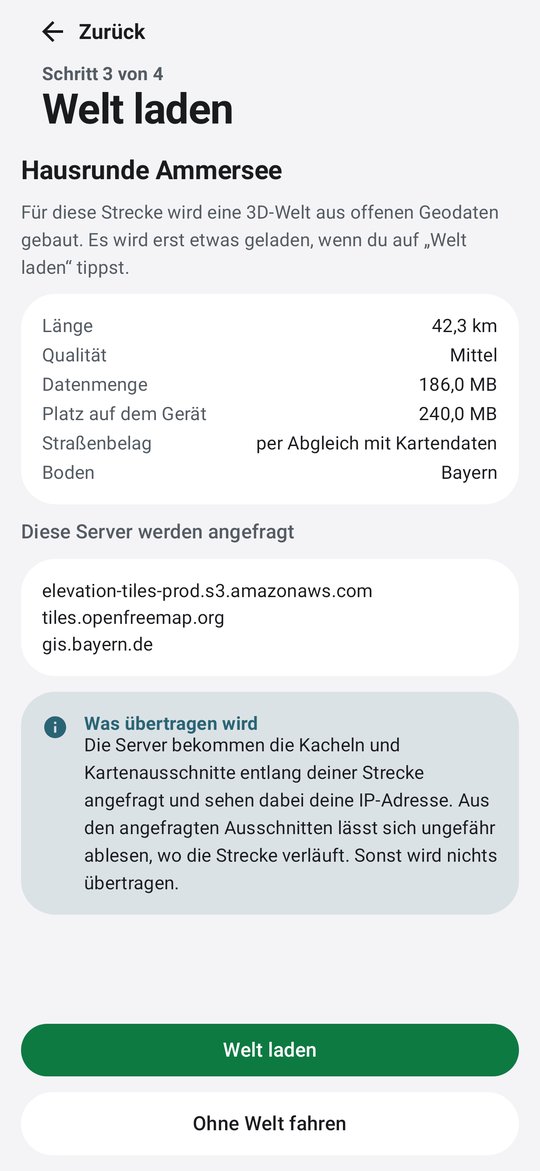 Zurück
Schritt 3 von 4
Welt laden
Hausrunde Ammersee
Für diese Strecke wird eine 3D-Welt aus offenen Geodaten
gebaut. Es wird erst etwas geladen, wenn du auf „Welt
laden“ tippst.
Länge 42,3 km
Qualität Mittel
Datenmenge 186,0 MB
Platz auf dem Gerät 240,0 MB
Straßenbelag per Abgleich mit Kartendaten
Boden Bayern
Diese Server werden angefragt
elevation-tiles-prod.s3.amazonaws.com
tiles.openfreemap.org
gis.bayern.de
Was übertragen wird
Die Server bekommen die Kacheln und
Kartenausschnitte entlang deiner Strecke
angefragt und sehen dabei deine IP-Adresse. Aus
den angefragten Ausschnitten lässt sich ungefähr
ablesen, wo die Strecke verläuft. Sonst wird nichts
übertragen.
Welt laden
Ohne Welt fahren